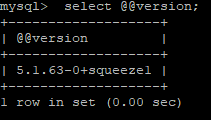 mysql>  select @@version;
+-------------------+
| @@version         |
+-------------------+
| 5.1.63-0+squeeze1 |
+-------------------+
1 row in set (0.00 sec)